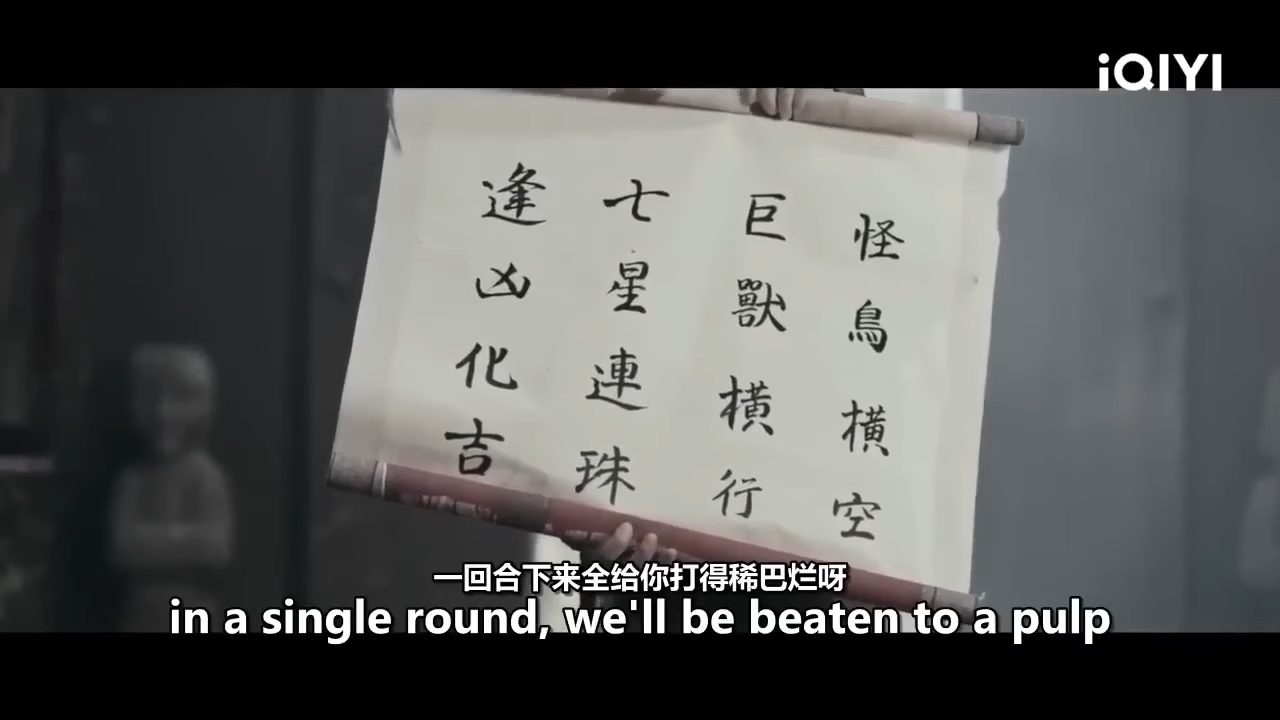 iQIYI
怪鳥橫空
巨獸橫行
七星連珠
逢凶化吉
一回合下来全给你打得稀巴烂呀
in a single round, we'll be beaten to a pulp